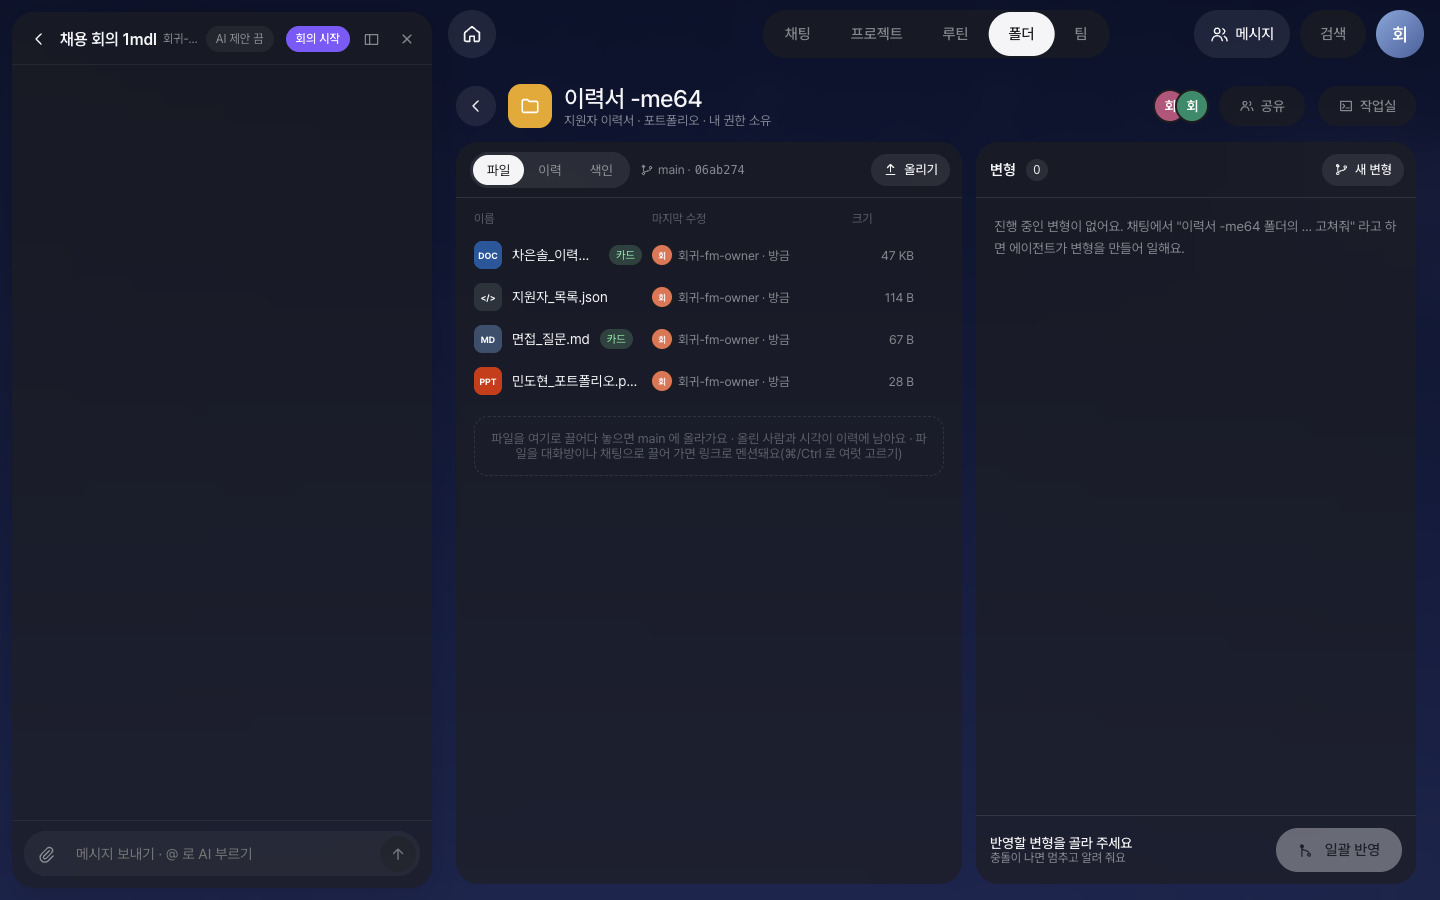 채용 회의 1mdl 회귀-... AI 제안 끔 회의 시작
메시지 보내기 · @ 로 AI 부르기
채팅 프로젝트 루틴 폴더 팀
메시지 검색 회
이력서 -me64
지원자 이력서 · 포트폴리오 · 내 권한 소유
회 회 공유 작업실
파일 이력 색인 main · 06ab274 올리기
이름 마지막 수정 크기
DOC 차은솔_이력... 카드 회 회귀-fm-owner · 방금 47 KB
</> 지원자_목록.json 회 회귀-fm-owner · 방금 114 B
MD 면접_질문.md 카드 회 회귀-fm-owner · 방금 67 B
PPT 민도현_포트폴리오.p... 회 회귀-fm-owner · 방금 28 B
파일을 여기로 끌어다 놓으면 main 에 올라가요 · 올린 사람과 시각이 이력에 남아요 · 파
일을 대화방이나 채팅으로 끌어 가면 링크로 멘션돼요(⌘/Ctrl 로 여럿 고르기)
변형 0 새 변형
진행 중인 변형이 없어요. 채팅에서 "이력서 -me64 폴더의 ... 고쳐줘" 라고 하
면 에이전트가 변형을 만들어 일해요.
반영할 변형을 골라 주세요
충돌이 나면 멈추고 알려 줘요
일괄 반영